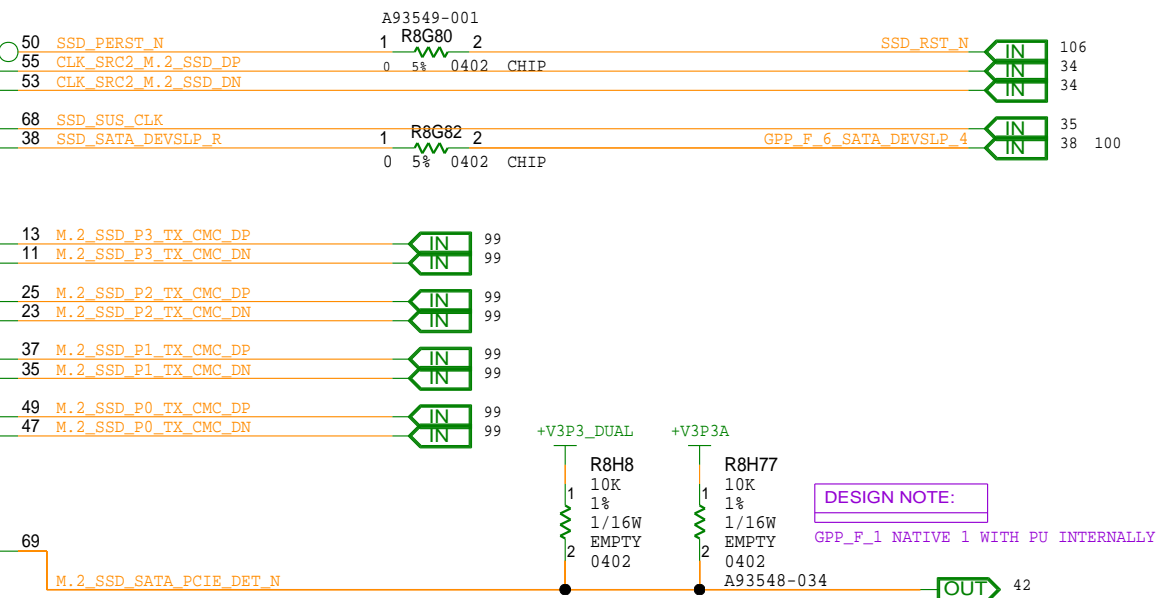 A93549-001
50 SSD_PERST_N 1 R8G80 2 SSD_RST_N IN 106
55 CLK_SRC2_M.2_SSD_DP 0 5% 0402 CHIP IN 34
53 CLK_SRC2_M.2_SSD_DN IN 34
68 SSD_SUS_CLK IN 35
38 SSD_SATA_DEVSLP_R 1 R8G82 2 GPP_F_6_SATA_DEVSLP_4 IN 38 100
0 5% 0402 CHIP
13 M.2_SSD_P3_TX_CMC_DP IN 99
11 M.2_SSD_P3_TX_CMC_DN IN 99
25 M.2_SSD_P2_TX_CMC_DP IN 99
23 M.2_SSD_P2_TX_CMC_DN IN 99
37 M.2_SSD_P1_TX_CMC_DP IN 99
35 M.2_SSD_P1_TX_CMC_DN IN 99
49 M.2_SSD_P0_TX_CMC_DP IN 99
47 M.2_SSD_P0_TX_CMC_DN IN 99
+V3P3_DUAL +V3P3A
R8H8 R8H77
1 10K 1 10K
1% 1%
1/16W 1/16W
EMPTY EMPTY
2 0402 2 0402
A93548-034
DESIGN NOTE:
GPP_F_1 NATIVE 1 WITH PU INTERNALLY
69
M.2_SSD_SATA_PCIE_DET_N OUT 42